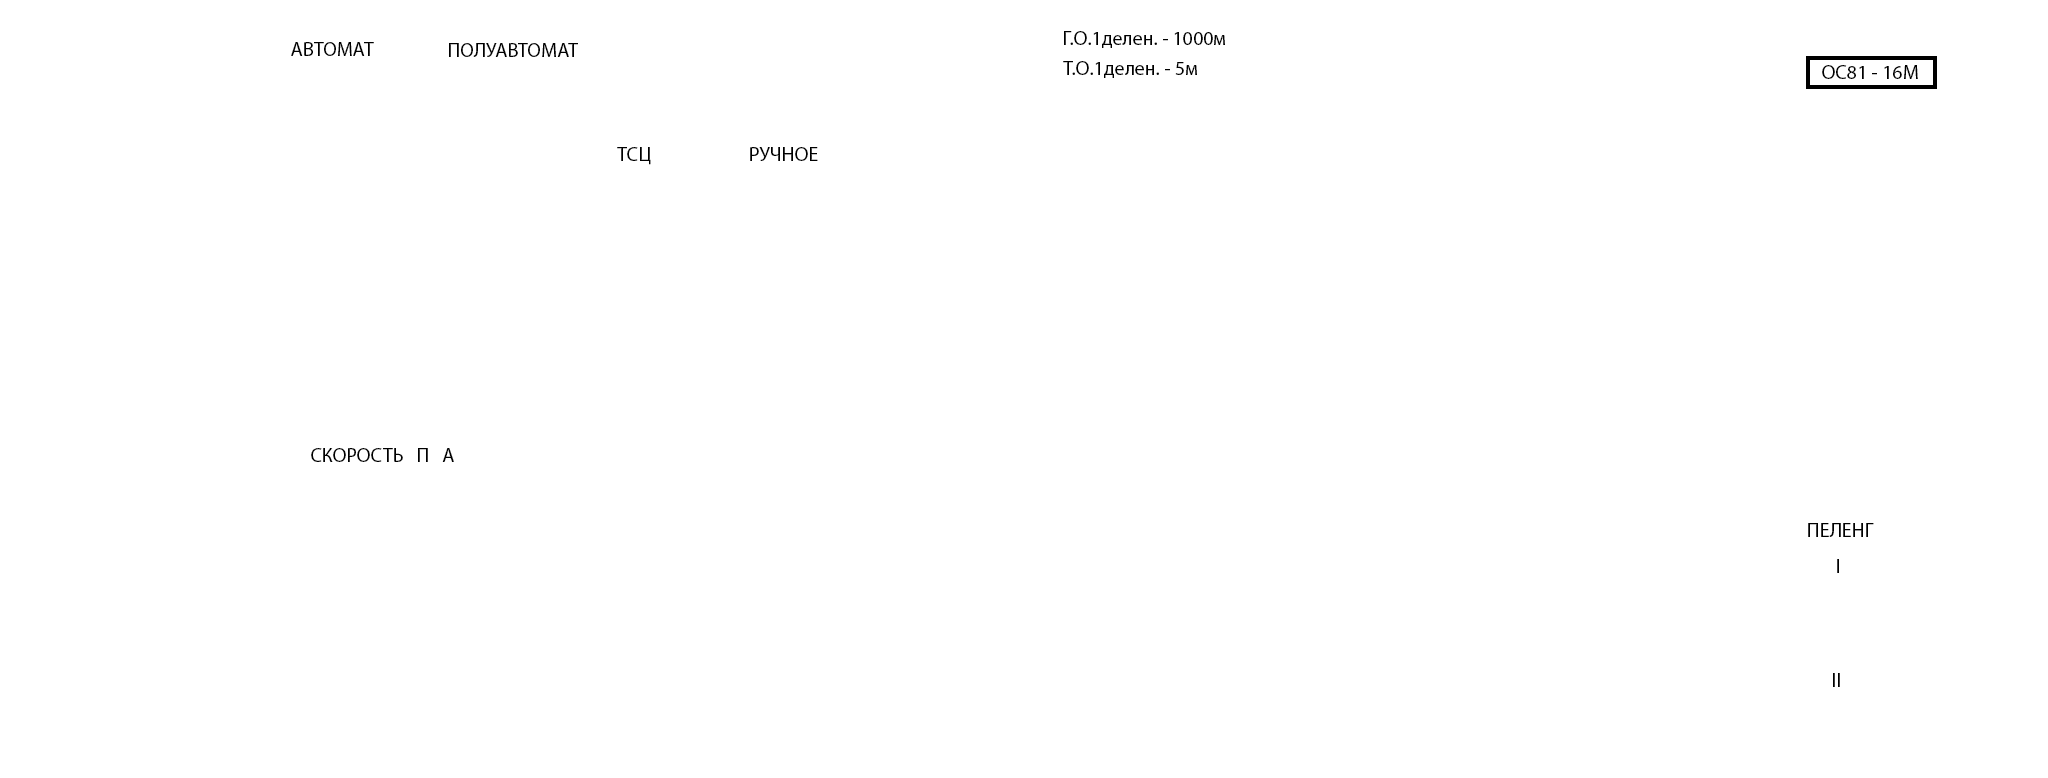 АВТОМАТ ПОЛУАВТОМАТ
Г.О.1делен. - 1000м
Т.О.1делен. - 5м
ОС81 - 16М
ТСЦ РУЧНОЕ
СКОРОСТЬ П А
ПЕЛЕНГ
I
II